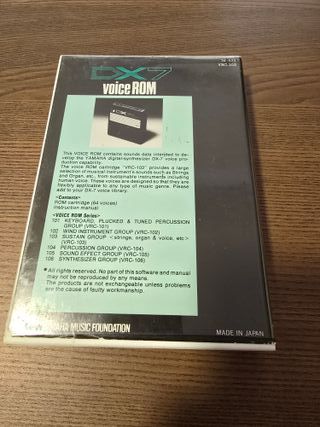 DX7
voice ROM
This VOICE ROM contains sounds data intended to de-
velop the YAMAHA digital-synthesizer DX-7 voice pro-
duction capability.
The voice ROM cartridge "VRC-103" provides a large
selection of musical instrument's sounds such as Strings
and Organ, etc., from sustainable instruments including
human voice. These voices are designed so that they are
flexibly applicable to any type of music genre. Please
add to your DX-7 voice library.
<Contents>
ROM cartridge (64 voices)
Instruction manual
<VOICE ROM Series>
101 KEYBOARD, PLUCKED & TUNED PERCUSSION
GROUP (VRC-101)
102 WIND INSTRUMENT GROUP (VRC-102)
103 SUSTAIN GROUP <strings, organ & voice, etc>
(VRC-103)
104 PERCUSSION GROUP (VRC-104)
105 SOUND EFFECT GROUP (VRC-105)
106 SYNTHESIZER GROUP (VRC-106)
● All rights reserved. No part of this software and manual
may not be reproduced by any means.
The products are not exchangeable unless problems
are the cause of faulty workmanship.
YAMAHA MUSIC FOUNDATION
MADE IN JAPAN